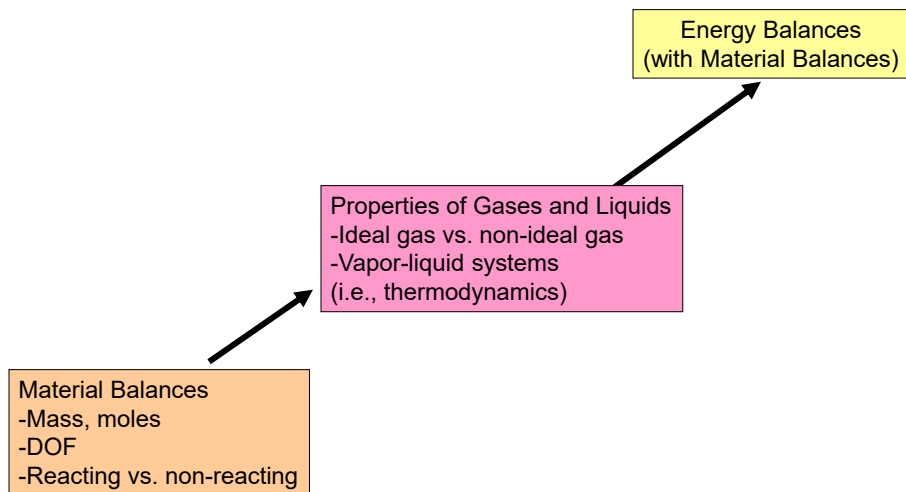 Energy Balances
(with Material Balances)
Properties of Gases and Liquids
-Ideal gas vs. non-ideal gas
-Vapor-liquid systems
(i.e., thermodynamics)
Material Balances
-Mass, moles
-DOF
-Reacting vs. non-reacting